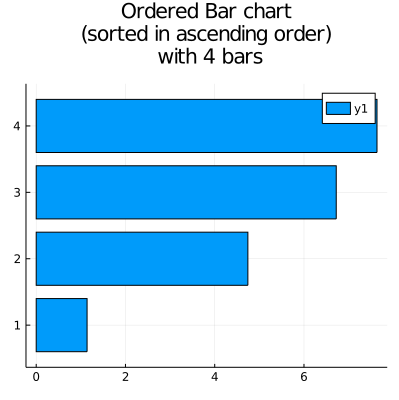 Ordered Bar chart
(sorted in ascending order)
with 4 bars
y1
4
3
2
1
0 2 4 6